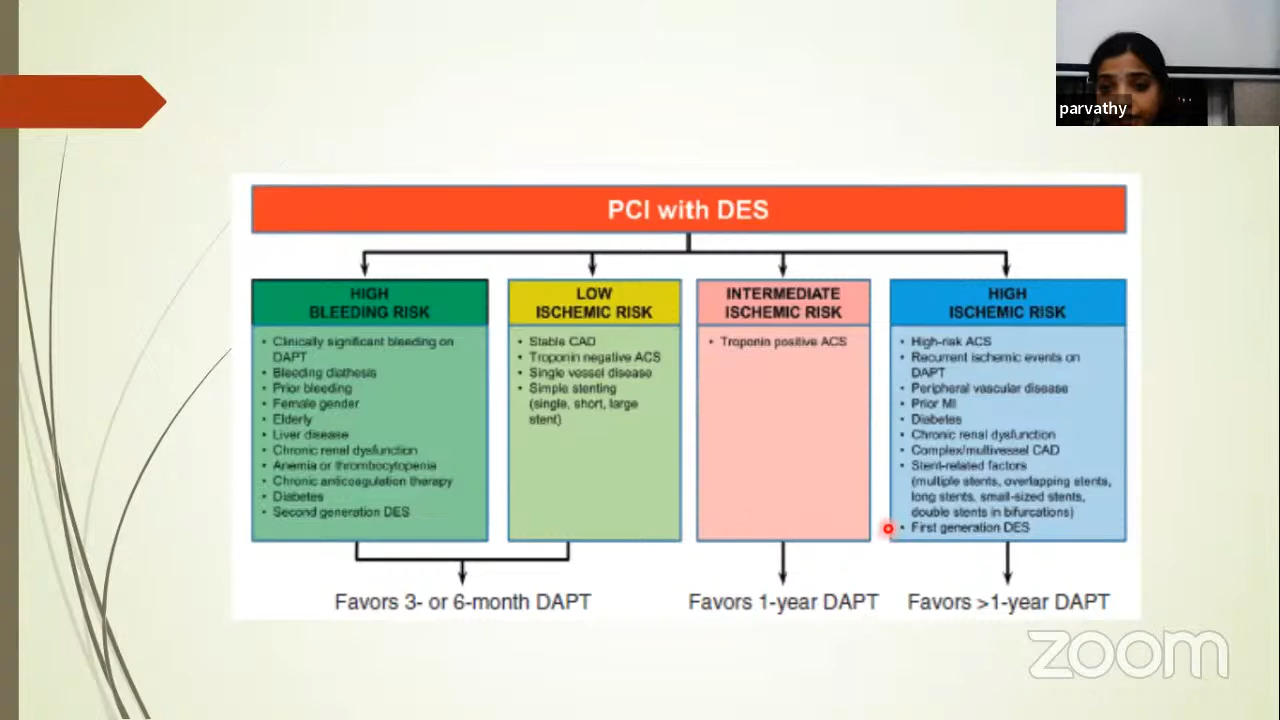 parvathy
PCI with DES
HIGH
BLEEDING RISK
• Clinically significant bleeding on
DAPT
• Bleeding diathesis
• Prior bleeding
• Female gender
• Elderly
• Liver disease
• Chronic renal dysfunction
• Anemia or thrombocytopenia
• Chronic anticoagulation therapy
• Diabetes
• Second generation DES
LOW
ISCHEMIC RISK
• Stable CAD
• Troponin negative ACS
• Single vessel disease
• Simple stenting
(single, short, large
stent)
INTERMEDIATE
ISCHEMIC RISK
• Troponin positive ACS
HIGH
ISCHEMIC RISK
• High-risk ACS
• Recurrent ischemic events on
DAPT
• Peripheral vascular disease
• Prior MI
• Diabetes
• Chronic renal dysfunction
• Complex/multivessel CAD
• Stent-related factors
(multiple stents, overlapping stents,
long stents, small-sized stents,
double stents in bifurcations)
• First generation DES
Favors 3- or 6-month DAPT
Favors 1-year DAPT
Favors >1-year DAPT
zoom